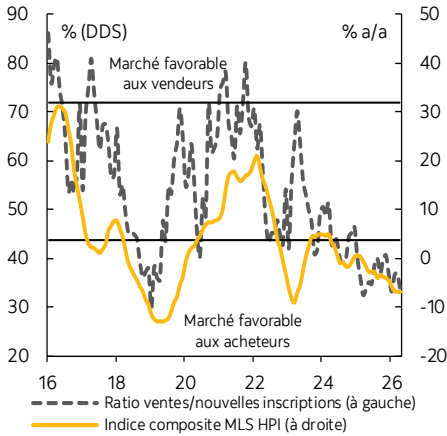 % (DDS)
% a/a
Marché favorable
aux vendeurs
90
80
70
60
50
40
30
20
50
40
30
20
10
0
-10
-20
Marché favorable
aux acheteurs
16 18 20 22 24 26
Ratio ventes/nouvelles inscriptions (à gauche)
Indice composite MLS HPI (à droite)